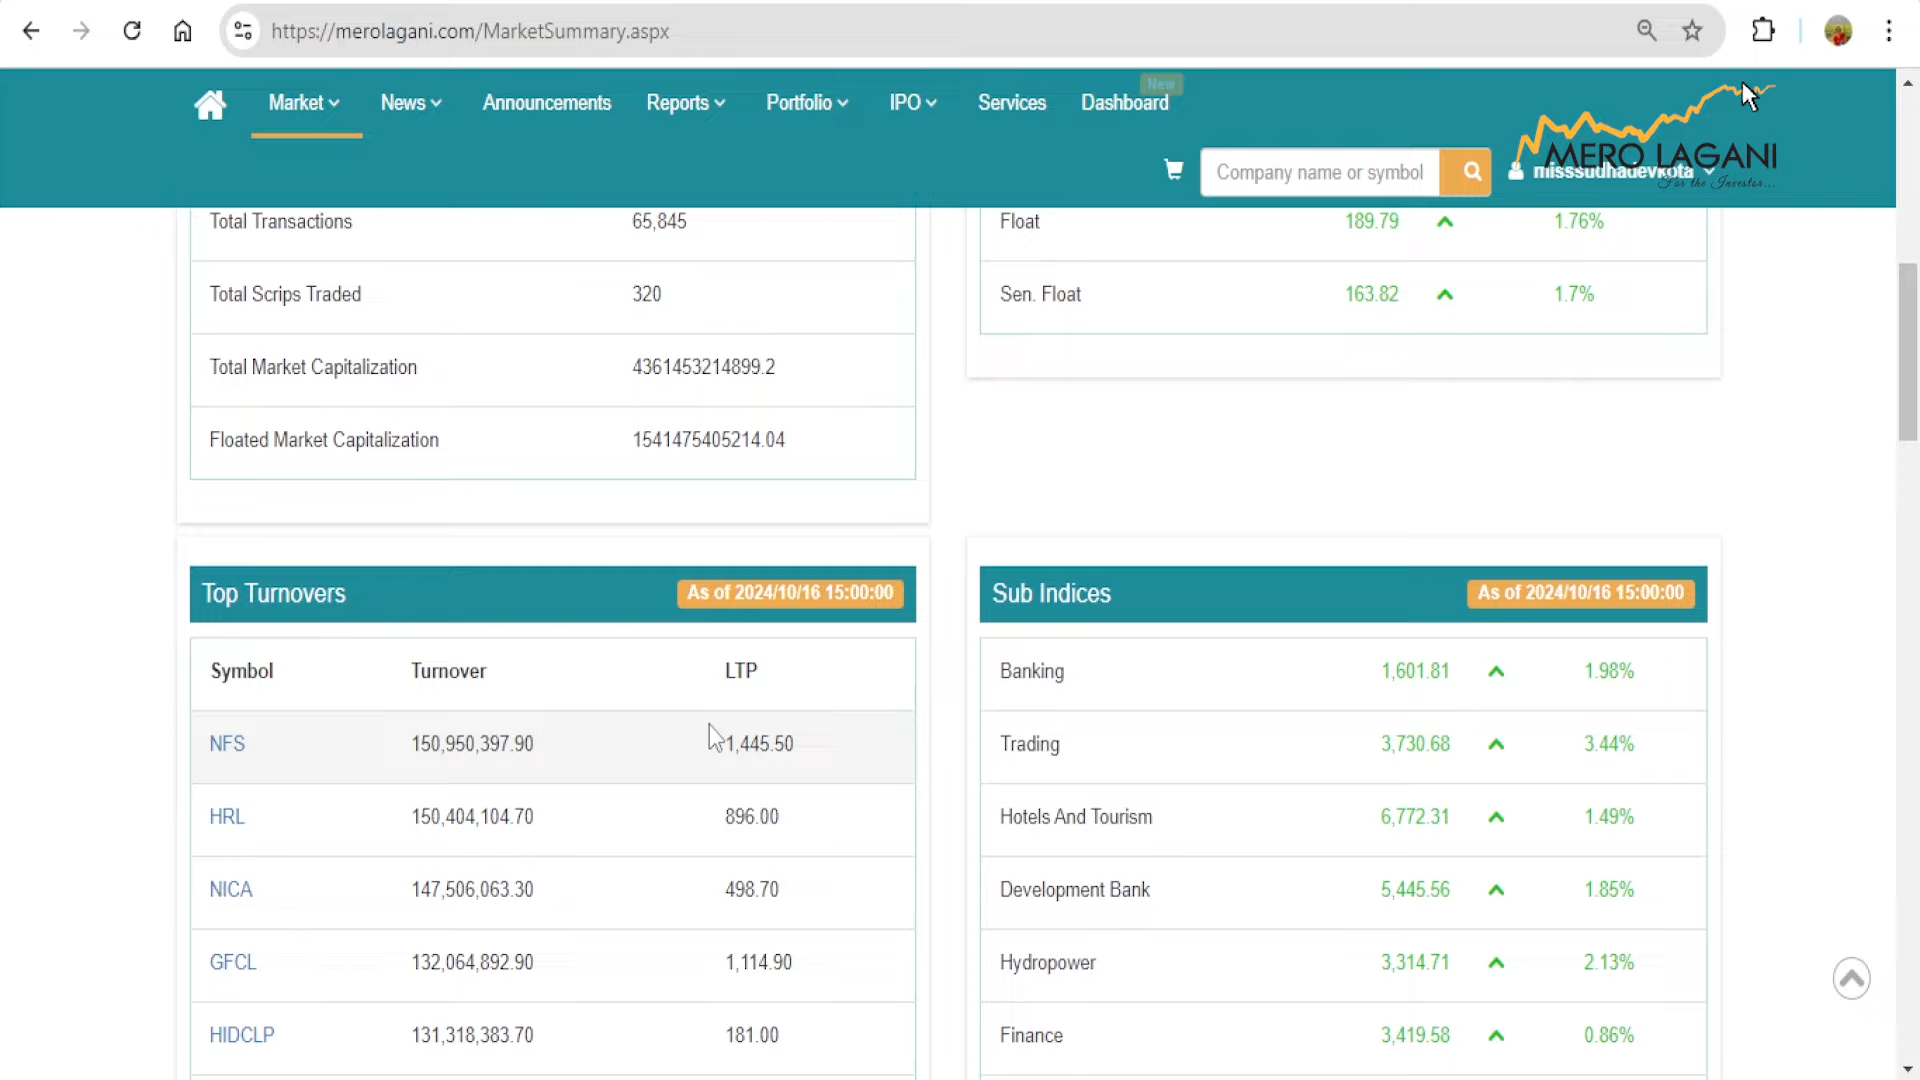 https://merolagani.com/MarketSummary.aspx
New
Market News Announcements Reports Portfolio IPO Services Dashboard
MERO LAGANI
Company name or symbol misssudhadevkota
For the Investor...
Total Transactions 65,845
Float 189.79 1.76%
Total Scrips Traded 320
Sen. Float 163.82 1.7%
Total Market Capitalization 4361453214899.2
Floated Market Capitalization 1541475405214.04
Top Turnovers As of 2024/10/16 15:00:00
Symbol Turnover LTP
NFS 150,950,397.90 1,445.50
HRL 150,404,104.70 896.00
NICA 147,506,063.30 498.70
GFCL 132,064,892.90 1,114.90
HIDCLP 131,318,383.70 181.00
Sub Indices As of 2024/10/16 15:00:00
Banking 1,601.81 1.98%
Trading 3,730.68 3.44%
Hotels And Tourism 6,772.31 1.49%
Development Bank 5,445.56 1.85%
Hydropower 3,314.71 2.13%
Finance 3,419.58 0.86%